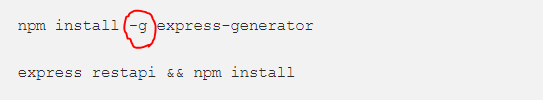 npm install -g express-generator
express restapi && npm install